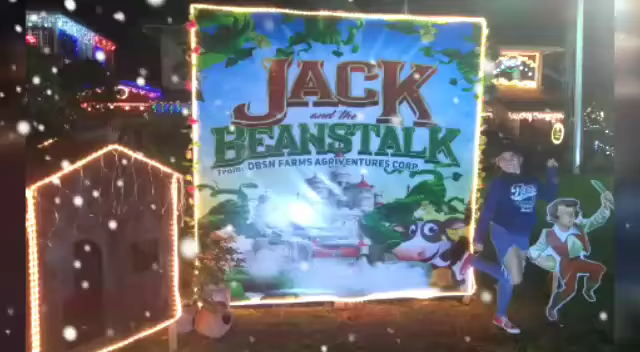 JACK
and the
BEANSTALK
From: DBSN FARMS AGRIVENTURES CORP.